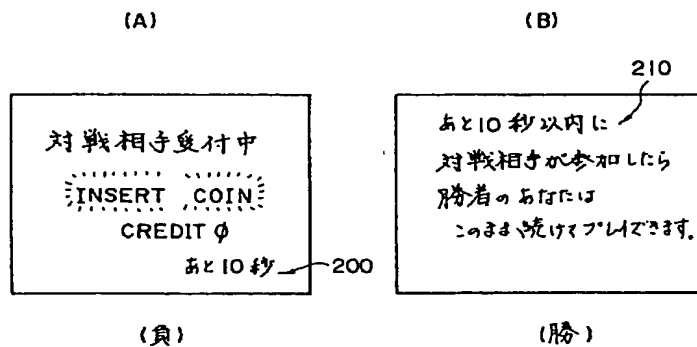 (A)
対戦相手受付中
INSERT COIN
CREDIT 0
あと10秒
200
(負)
(B)
210
あと10秒以内に
対戦相手が参加したら
勝者のあなたは
このまま続けてプレイできます。
(勝)